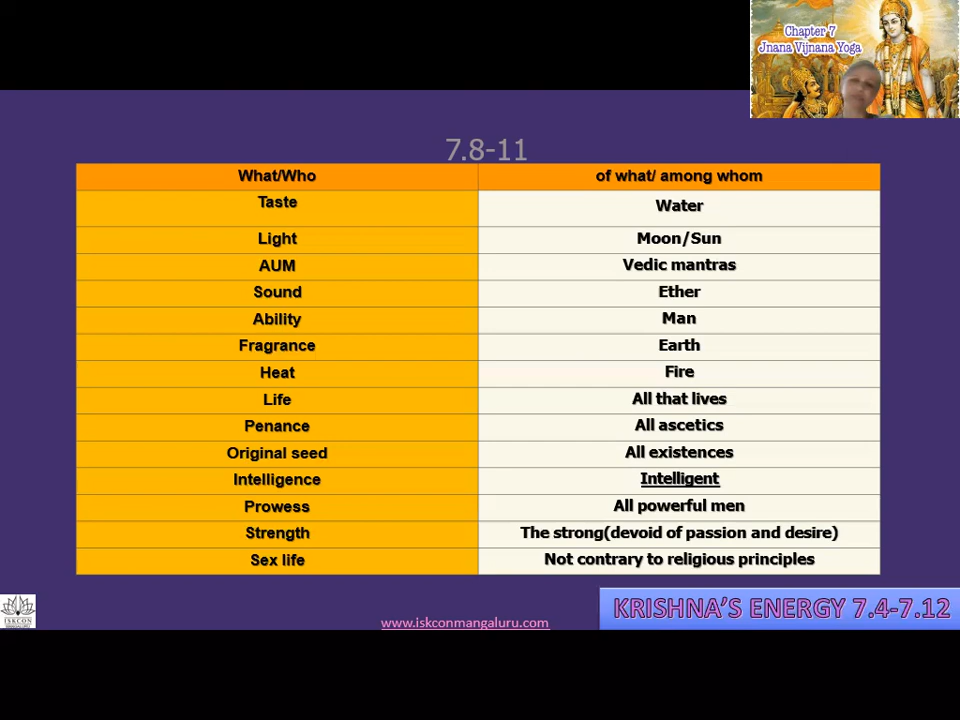 Chapter 7
Jnana Vijnana Yoga
7.8-11
What/Who of what/ among whom
Taste Water
Light Moon/Sun
AUM Vedic mantras
Sound Ether
Ability Man
Fragrance Earth
Heat Fire
Life All that lives
Penance All ascetics
Original seed All existences
Intelligence Intelligent
Prowess All powerful men
Strength The strong(devoid of passion and desire)
Sex life Not contrary to religious principles
ISKCON
www.iskconmangaluru.com
KRISHNA'S ENERGY 7.4-7.12